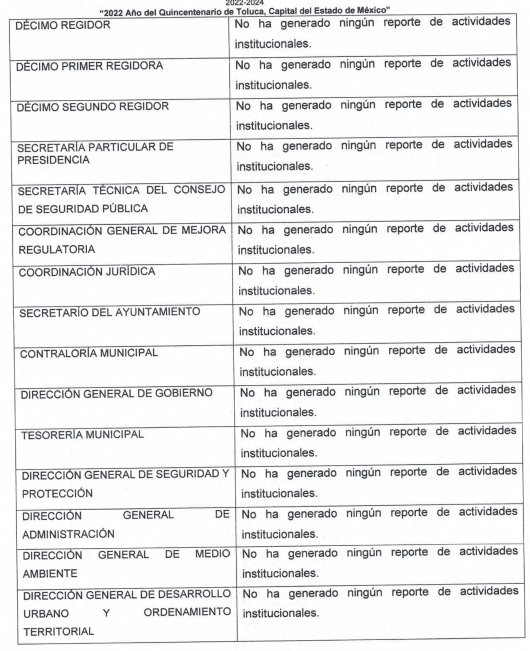 2022-2024
"2022 Año del Quincentenario de Toluca, Capital del Estado de México"
DÉCIMO REGIDOR
No ha generado ningún reporte de actividades
institucionales.
DÉCIMO PRIMER REGIDORA
No ha generado ningún reporte de actividades
institucionales.
DÉCIMO SEGUNDO REGIDOR
No ha generado ningún reporte de actividades
institucionales.
SECRETARÍA PARTICULAR DE
PRESIDENCIA
No ha generado ningún reporte de actividades
institucionales.
SECRETARÍA TÉCNICA DEL CONSEJO
DE SEGURIDAD PÚBLICA
No ha generado ningún reporte de actividades
institucionales.
COORDINACIÓN GENERAL DE MEJORA
REGULATORIA
No ha generado ningún reporte de actividades
institucionales.
COORDINACIÓN JURÍDICA
No ha generado ningún reporte de actividades
institucionales.
SECRETARÍO DEL AYUNTAMIENTO
No ha generado ningún reporte de actividades
institucionales.
CONTRALORÍA MUNICIPAL
No ha generado ningún reporte de actividades
institucionales.
DIRECCIÓN GENERAL DE GOBIERNO
No ha generado ningún reporte de actividades
institucionales.
TESORERÍA MUNICIPAL
No ha generado ningún reporte de actividades
institucionales.
DIRECCIÓN GENERAL DE SEGURIDAD Y
PROTECCIÓN
No ha generado ningún reporte de actividades
institucionales.
DIRECCIÓN GENERAL DE
ADMINISTRACIÓN
No ha generado ningún reporte de actividades
institucionales.
DIRECCIÓN GENERAL DE MEDIO
AMBIENTE
No ha generado ningún reporte de actividades
institucionales.
DIRECCIÓN GENERAL DE DESARROLLO
URBANO Y ORDENAMIENTO
TERRITORIAL
No ha generado ningún reporte de actividades
institucionales.